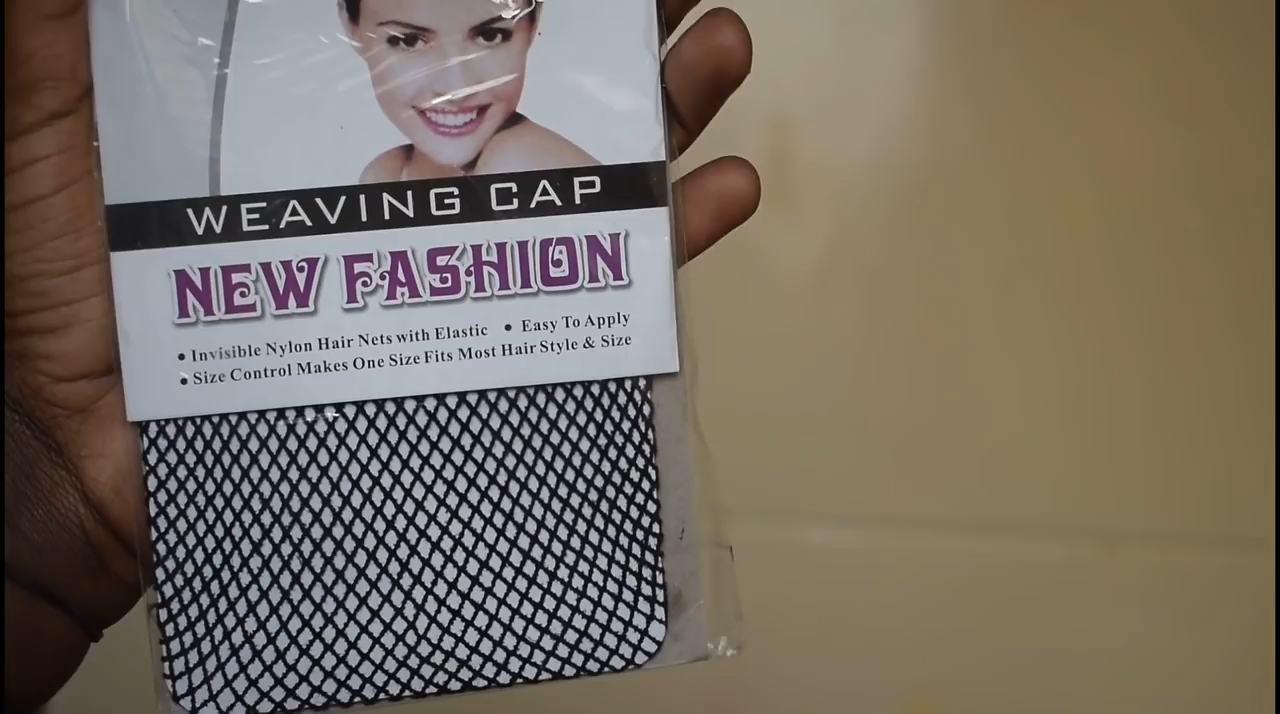 WEAVING CAP
NEW FASHION
• Invisible Nylon Hair Nets with Elastic • Easy To Apply
• Size Control Makes One Size Fits Most Hair Style & Size